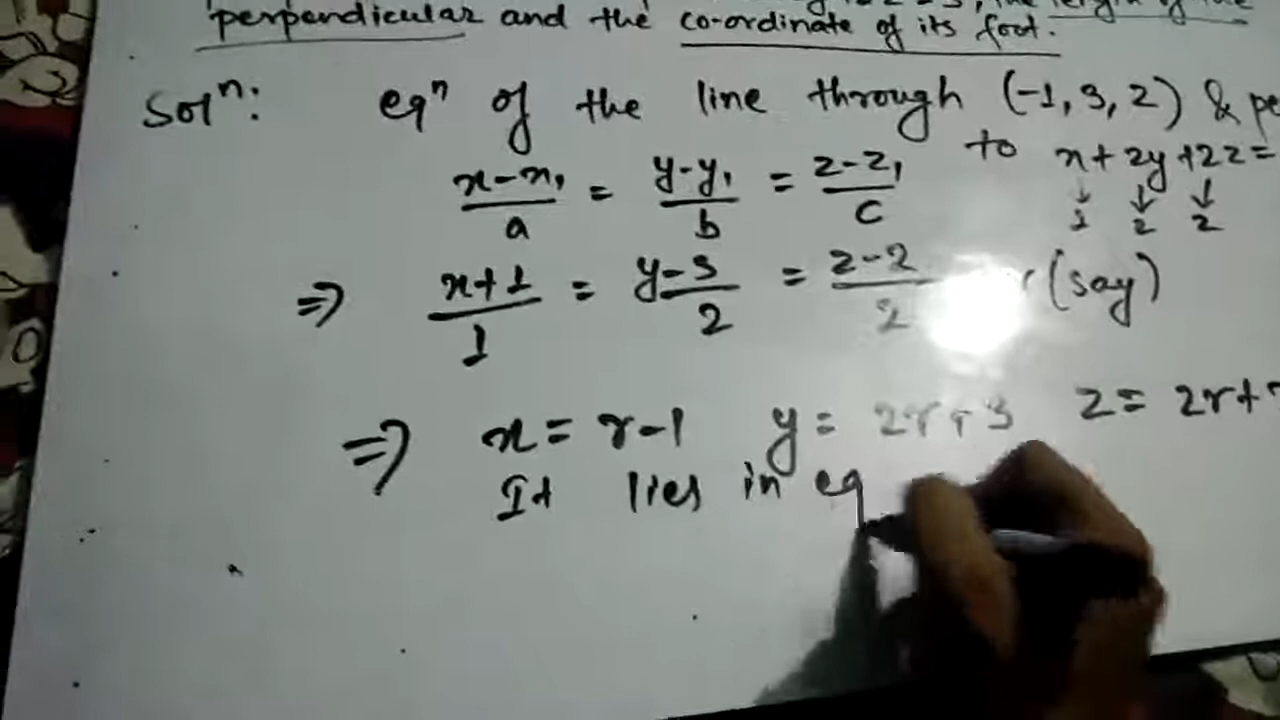 perpendicular and the co-ordinate of its foot.
Solⁿ: eqⁿ of the line through (-1, 3, 2) &
to x + 2y + 2z =
x-x₁/a = y-y₁/b = z-z₁/c
↓ ↓ ↓
1 2 2
⇒ x+1/1 = y-3/2 = z-2/2 r (say)
⇒ x = r-1 y = 2r+3 z = 2r+
It lies in eq